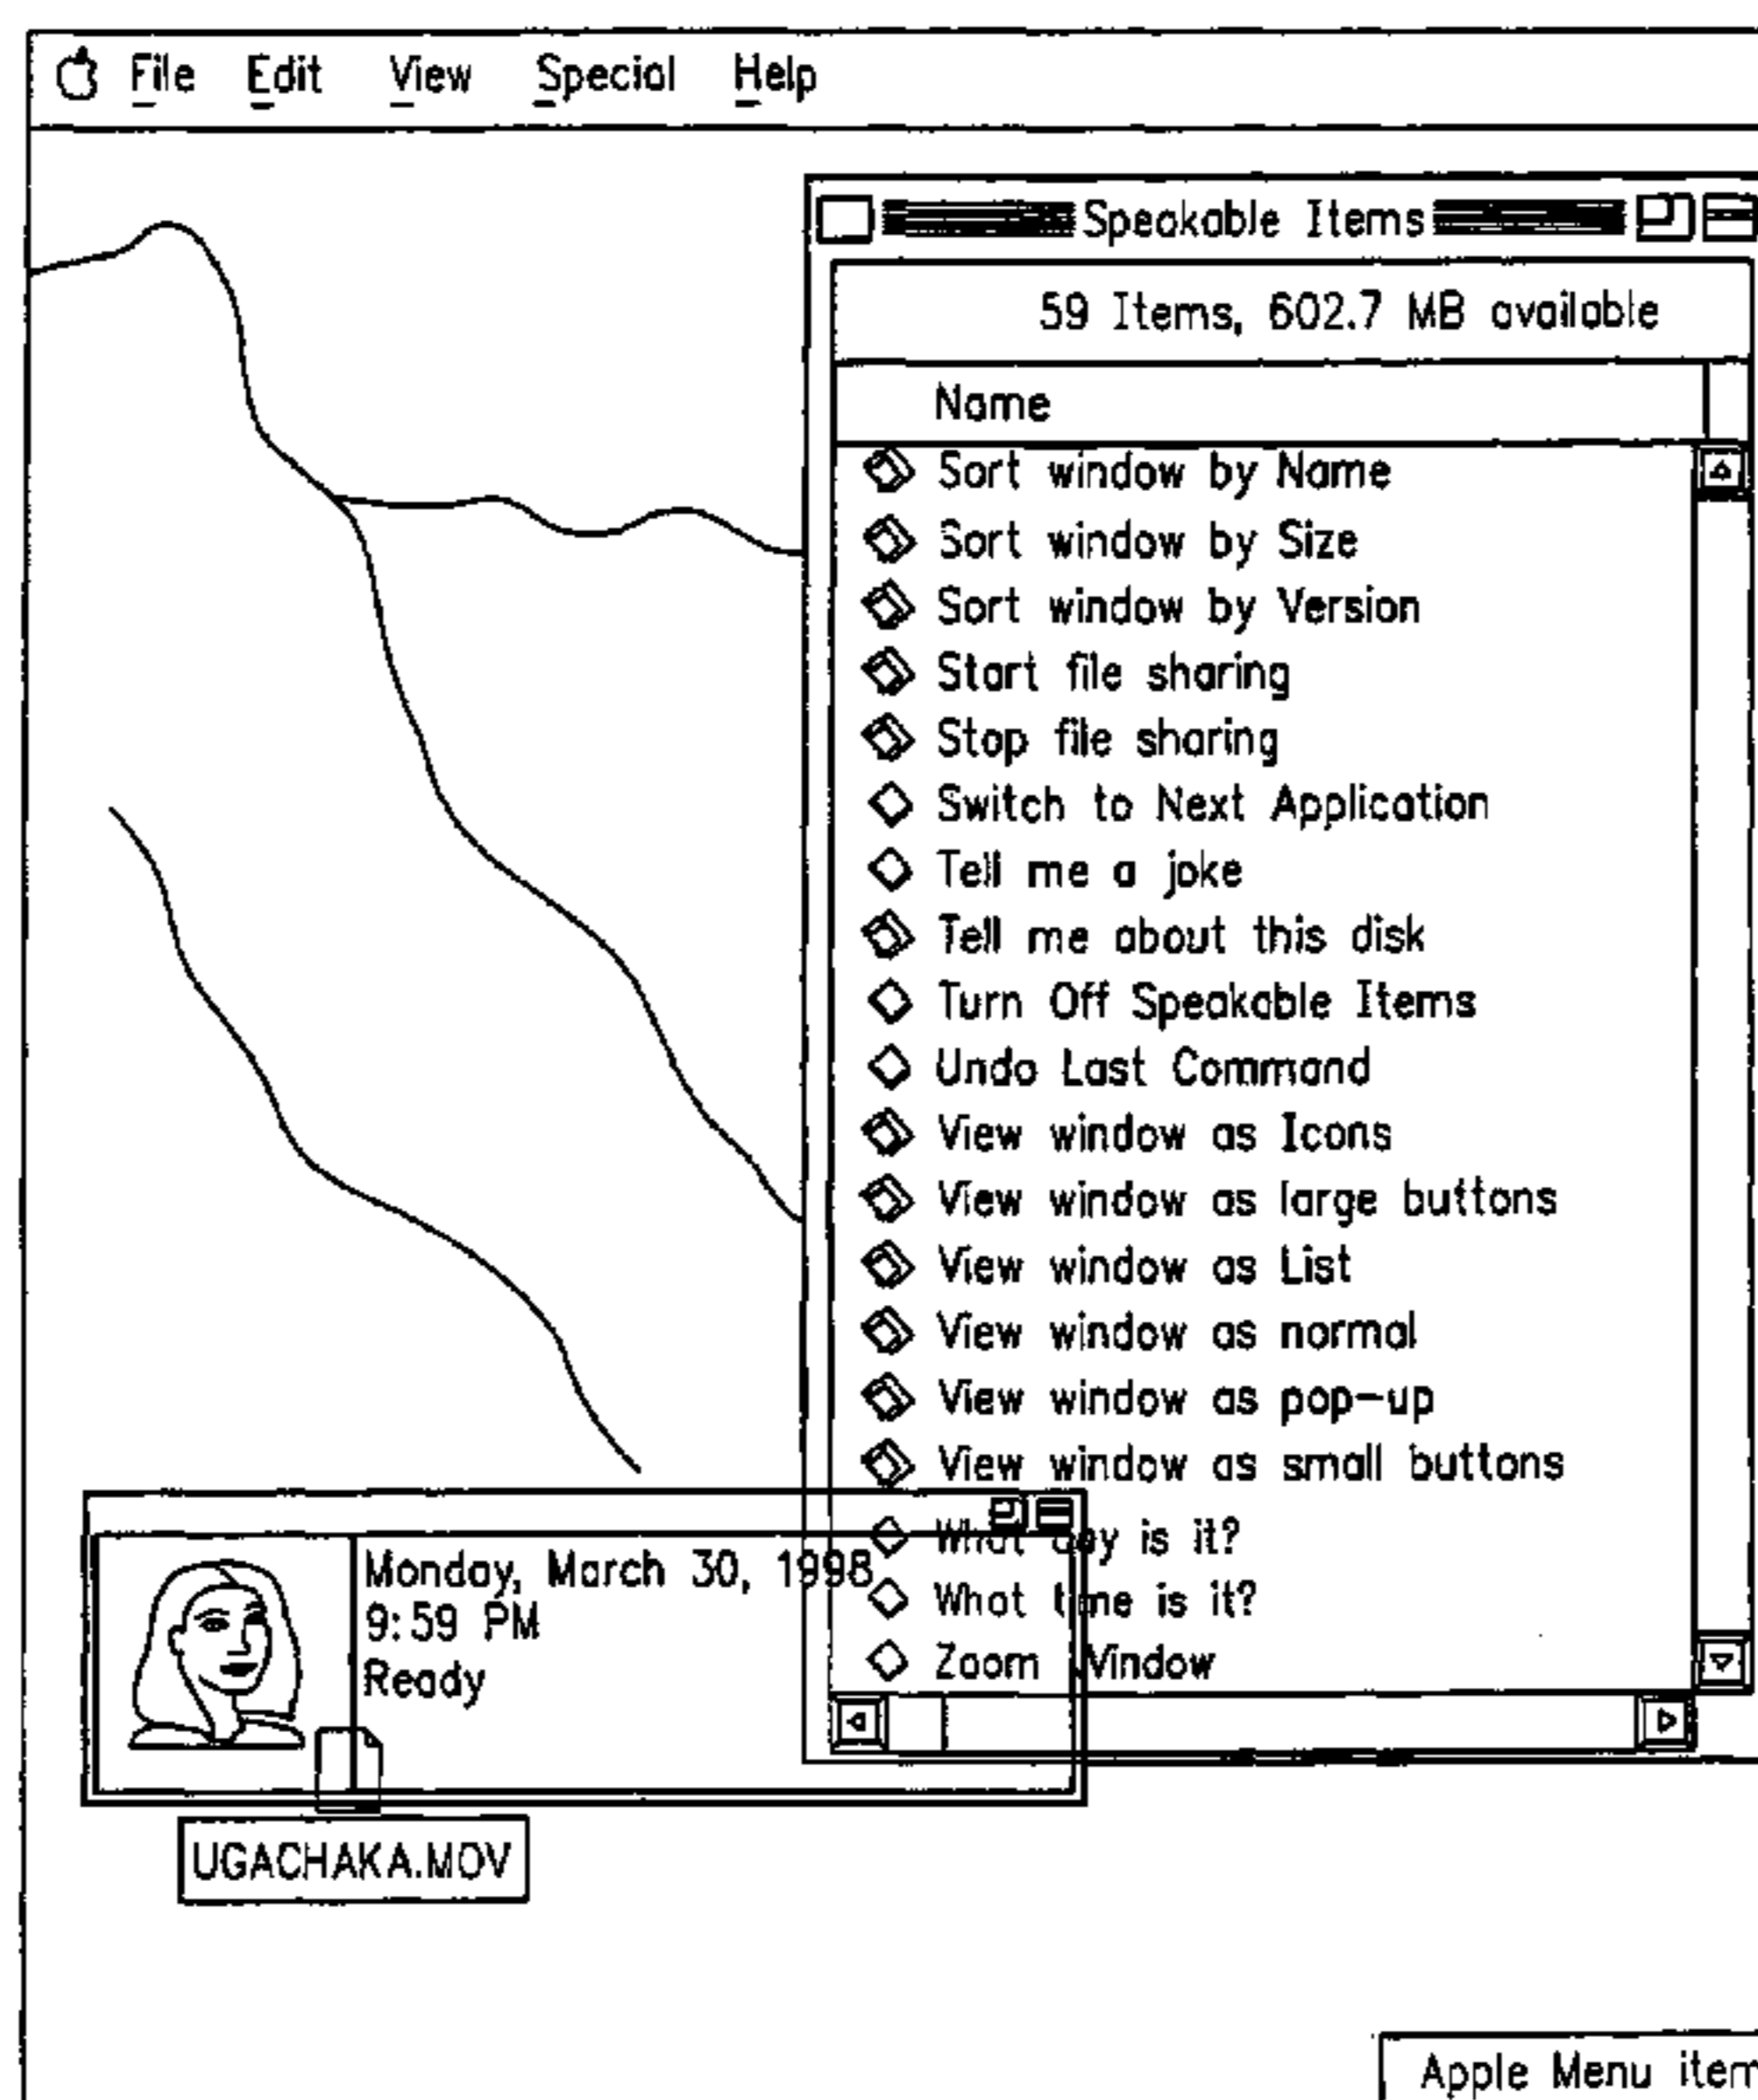 File Edit View Special Help
Speakable Items
59 Items, 602.7 MB available
Name
Sort window by Name
Sort window by Size
Sort window by Version
Start file sharing
Stop file sharing
Switch to Next Application
Tell me a joke
Tell me about this disk
Turn Off Speakable Items
Undo Last Command
View window as Icons
View window as large buttons
View window as List
View window as normal
View window as pop-up
View window as small buttons
What day is it?
What time is it?
Zoom Window
Monday, March 30, 1998
9:59 PM
Ready
UGACHAKA.MOV
Apple Menu item